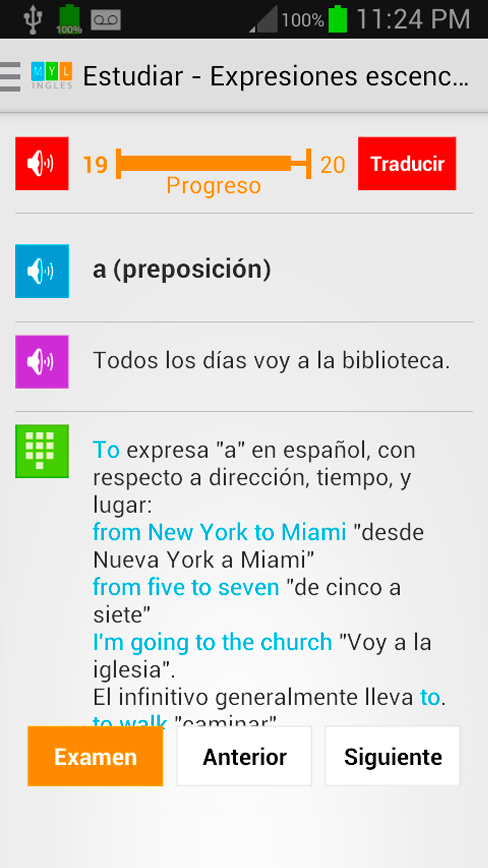 100%
100%
11:24 PM
MYL
INGLES
Estudiar - Expresiones escenc...
19
20
Progreso
Traducir
a (preposición)
Todos los días voy a la biblioteca.
To expresa "a" en español, con
respecto a dirección, tiempo, y
lugar:
from New York to Miami "desde
Nueva York a Miami"
from five to seven "de cinco a
siete"
I'm going to the church "Voy a la
iglesia".
El infinitivo generalmente lleva to.
to walk "caminar"
Examen
Anterior
Siguiente